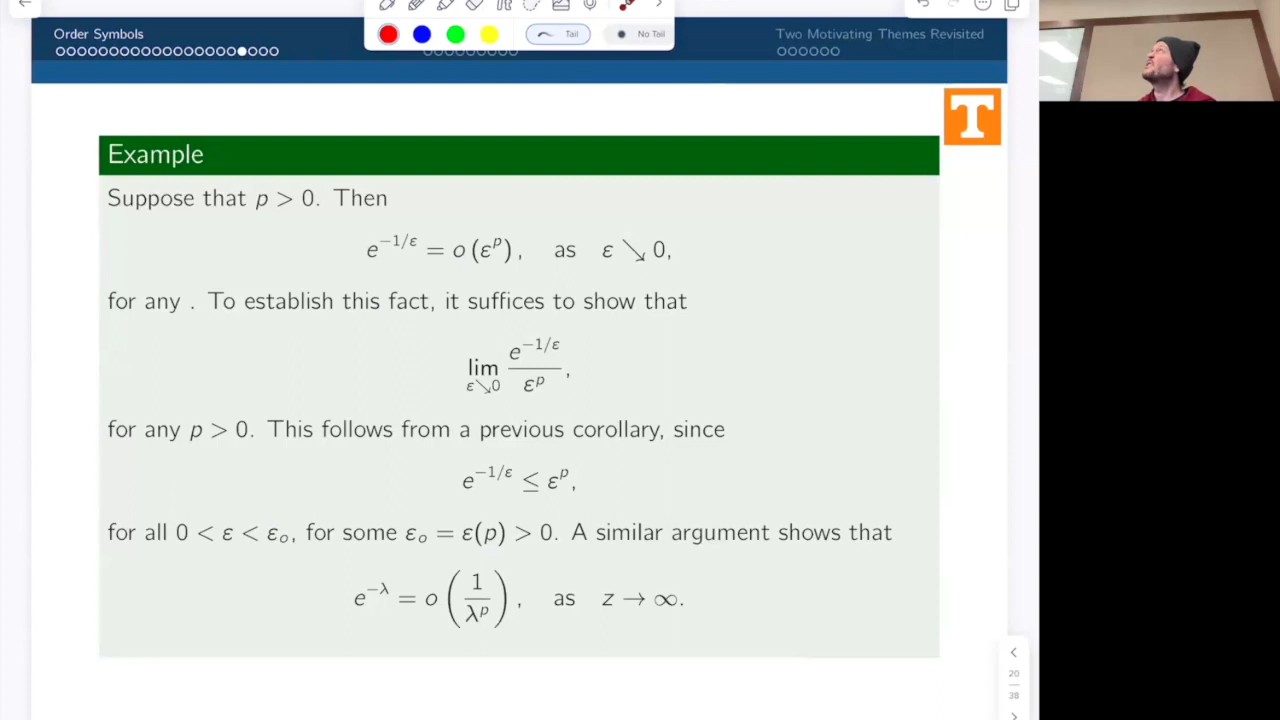 Tail
No Tail
Order Symbols
Two Motivating Themes Revisited
T
Example
Suppose that p > 0. Then
e^{-1/ε} = o(ε^p), as ε ↘ 0,
for any . To establish this fact, it suffices to show that
lim_{ε↘0} e^{-1/ε} / ε^p ,
for any p > 0. This follows from a previous corollary, since
e^{-1/ε} ≤ ε^p,
for all 0 < ε < ε_o, for some ε_o = ε(p) > 0. A similar argument shows that
e^{-λ} = o(1/λ^p), as z → ∞.
20
38